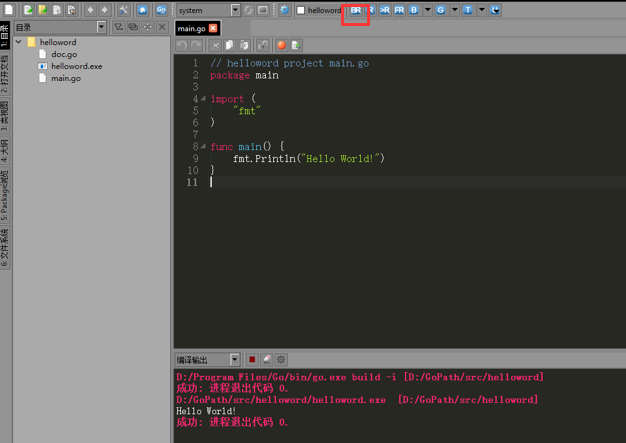 Go system helloword BR R >R FR B G T
1: 目录
2: 打开文档
3: 类视图
4: 大纲
5: Package浏览
6: 文件系统
目录
helloword
doc.go
helloword.exe
main.go
main.go
1 // helloword project main.go
2 package main
3
4 import (
5 "fmt"
6 )
7
8 func main() {
9 fmt.Println("Hello World!")
10 }
11
编译输出
D:/Program Files/Go/bin/go.exe build -i [D:/GoPath/src/helloword]
成功: 进程退出代码 0.
D:/GoPath/src/helloword/helloword.exe [D:/GoPath/src/helloword]
Hello World!
成功: 进程退出代码 0.